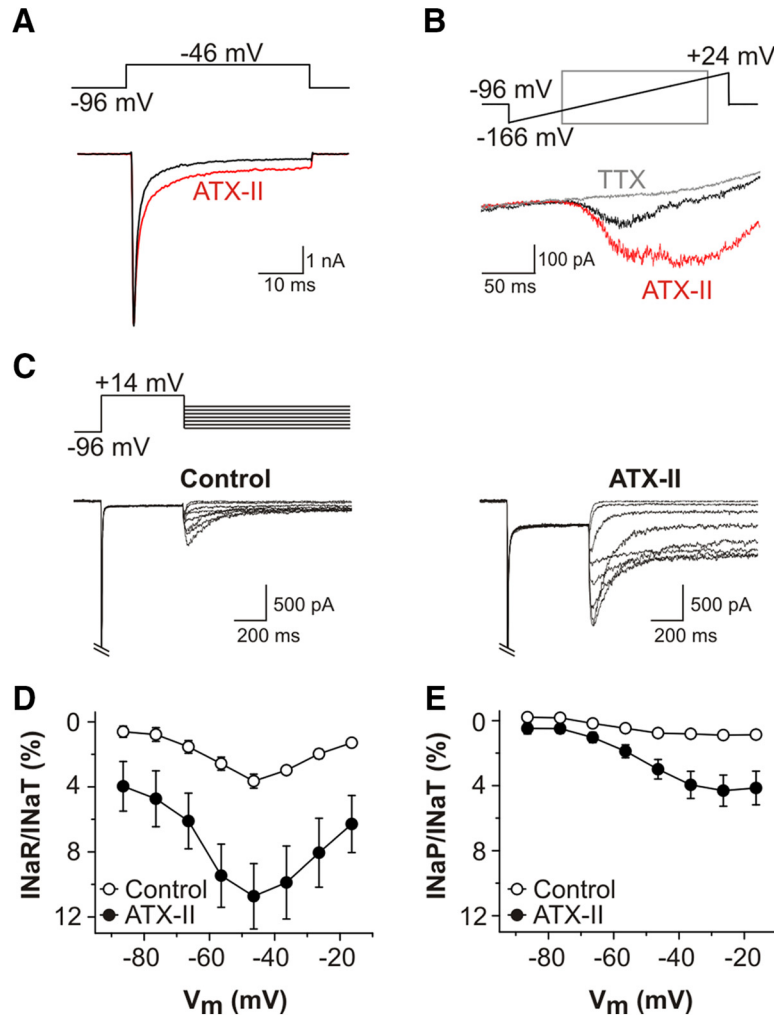 A
-46 mV
-96 mV
ATX-II
1 nA
10 ms
B
+24 mV
-96 mV
-166 mV
TTX
100 pA
50 ms
ATX-II
C
+14 mV
-96 mV
Control
500 pA
200 ms
ATX-II
500 pA
200 ms
D
0
4
8
12
INaR/INaT (%)
Control
ATX-II
-80 -60 -40 -20
Vm (mV)
E
0
4
8
12
INaP/INaT (%)
Control
ATX-II
-80 -60 -40 -20
Vm (mV)